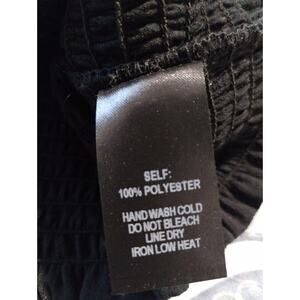 SELF:
100% POLYESTER
HAND WASH COLD
DO NOT BLEACH
LINE DRY
IRON LOW HEAT